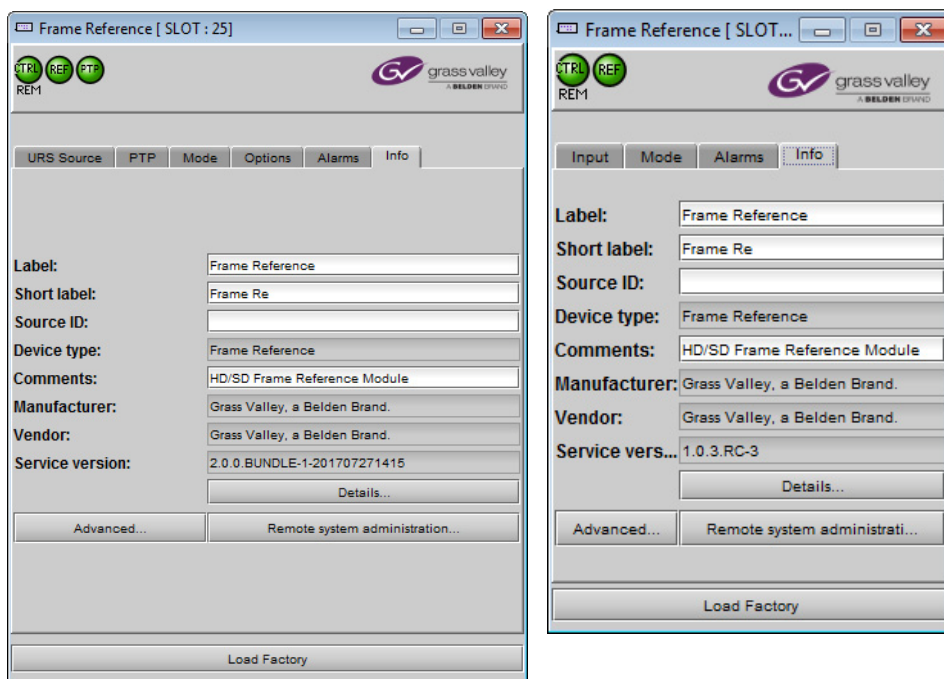 Frame Reference [ SLOT : 25]
CTRL REF PTP
REM
grass valley
A BELDEN BRAND
URS Source PTP Mode Options Alarms Info
Label: Frame Reference
Short label: Frame Re
Source ID:
Device type: Frame Reference
Comments: HD/SD Frame Reference Module
Manufacturer: Grass Valley, a Belden Brand.
Vendor: Grass Valley, a Belden Brand.
Service version: 2.0.0.BUNDLE-1-201707271415
Details...
Advanced... Remote system administration...
Load Factory
Frame Reference [ SLOT...
CTRL REF
REM
grass valley
A BELDEN BRAND
Input Mode Alarms Info
Label: Frame Reference
Short label: Frame Re
Source ID:
Device type: Frame Reference
Comments: HD/SD Frame Reference Module
Manufacturer: Grass Valley, a Belden Brand.
Vendor: Grass Valley, a Belden Brand.
Service vers... 1.0.3.RC-3
Details...
Advanced... Remote system administrati...
Load Factory